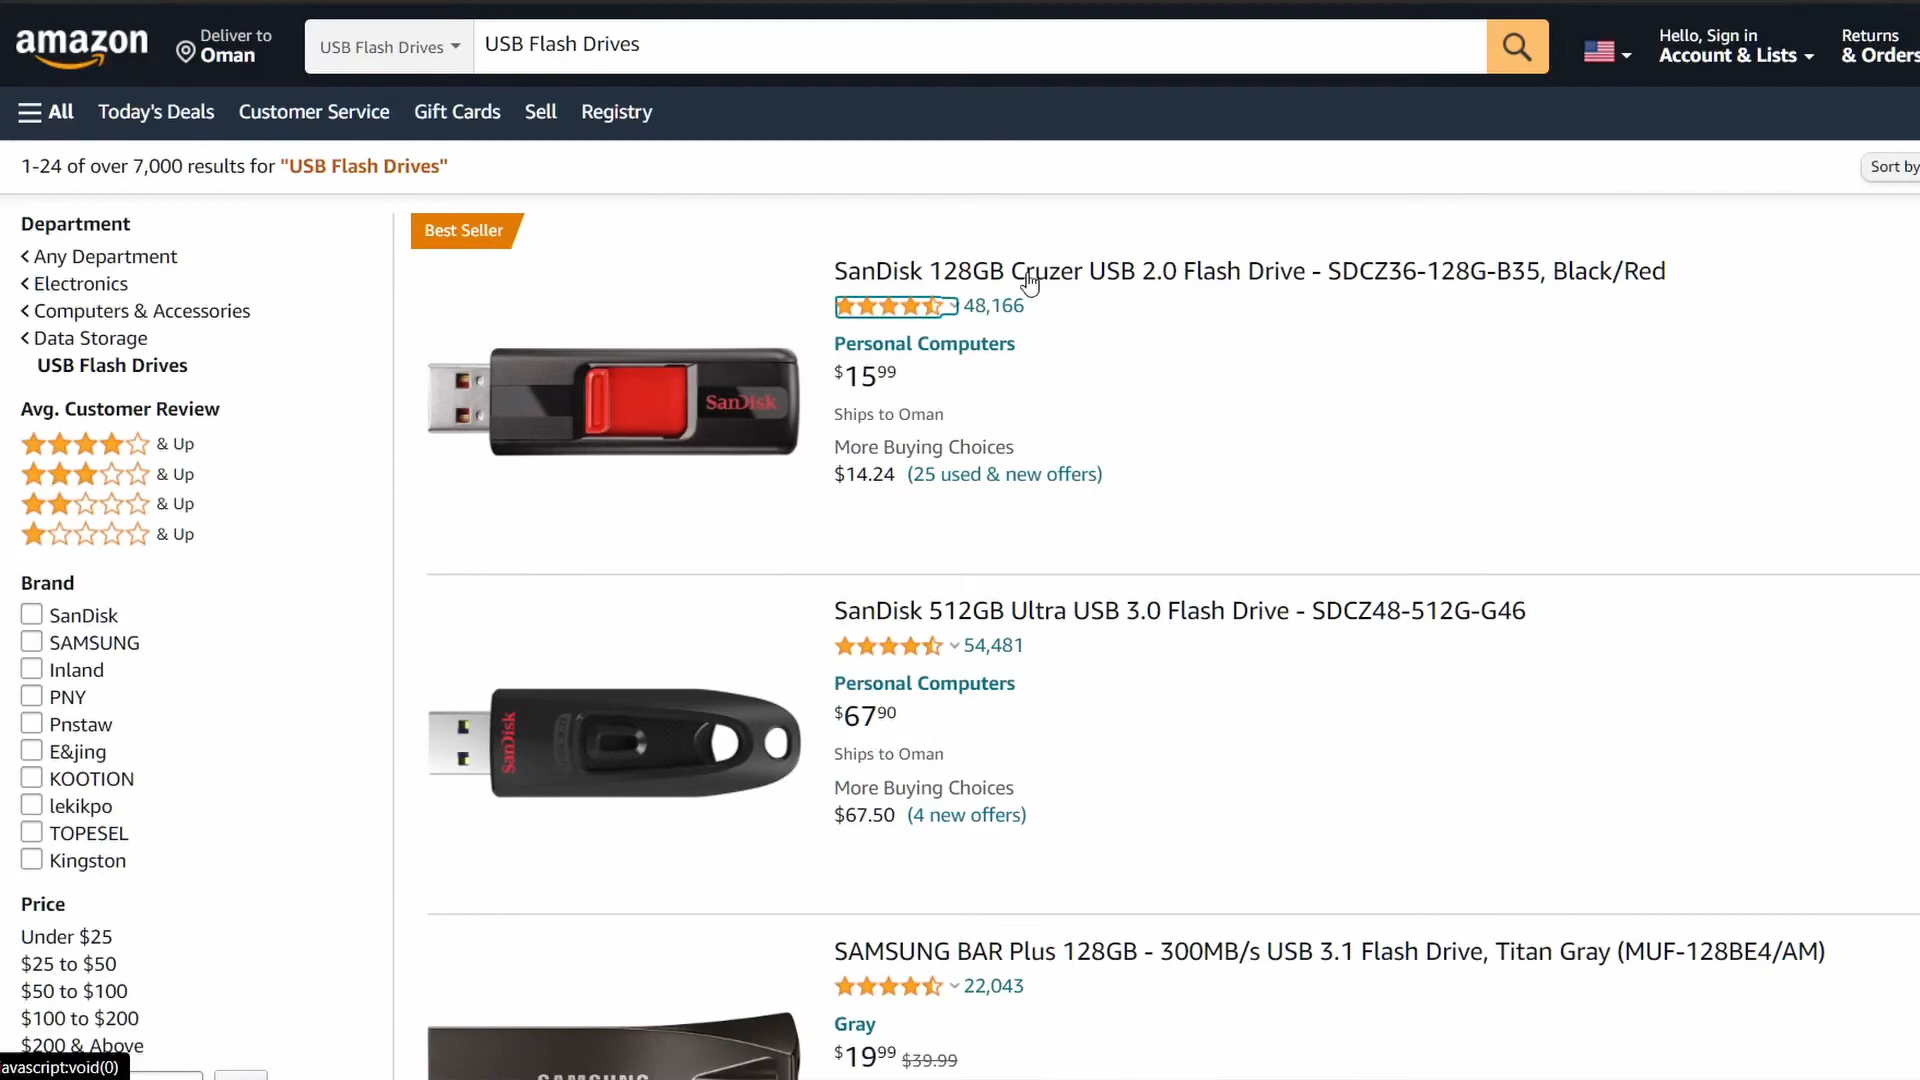 amazon
Deliver to
Oman
USB Flash Drives
USB Flash Drives
Hello, Sign in
Account & Lists
Returns
& Orders
All
Today's Deals
Customer Service
Gift Cards
Sell
Registry
1-24 of over 7,000 results for "USB Flash Drives"
Sort by
Department
Any Department
Electronics
Computers & Accessories
Data Storage
USB Flash Drives
Avg. Customer Review
& Up
& Up
& Up
& Up
Brand
SanDisk
SAMSUNG
Inland
PNY
Pnstaw
E&jing
KOOTION
lekikpo
TOPESEL
Kingston
Price
Under $25
$25 to $50
$50 to $100
$100 to $200
$200 & Above
avascript:void(0)
Best Seller
SanDisk
SanDisk 128GB Cruzer USB 2.0 Flash Drive - SDCZ36-128G-B35, Black/Red
48,166
Personal Computers
$1599
Ships to Oman
More Buying Choices
$14.24 (25 used & new offers)
SanDisk
SanDisk 512GB Ultra USB 3.0 Flash Drive - SDCZ48-512G-G46
54,481
Personal Computers
$6790
Ships to Oman
More Buying Choices
$67.50 (4 new offers)
SAMSUNG BAR Plus 128GB - 300MB/s USB 3.1 Flash Drive, Titan Gray (MUF-128BE4/AM)
22,043
Gray
$1999 $39.99
SAMSUNG